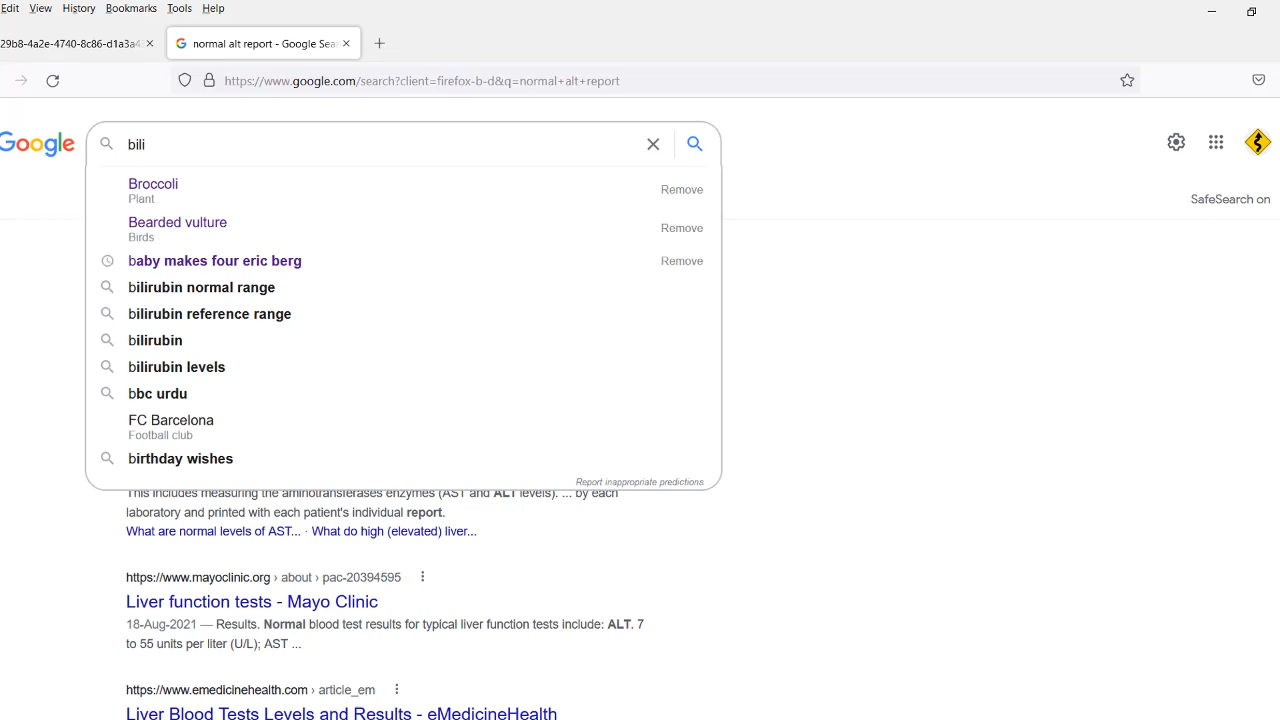 Edit View History Bookmarks Tools Help
29b8-4a2e-4740-8c86-d1a3a4
normal alt report - Google Sear
https://www.google.com/search?client=firefox-b-d&q=normal+alt+report
Google
bili
SafeSearch on
Broccoli
Plant
Remove
Bearded vulture
Birds
Remove
baby makes four eric berg
Remove
bilirubin normal range
bilirubin reference range
bilirubin
bilirubin levels
bbc urdu
FC Barcelona
Football club
birthday wishes
Report inappropriate predictions
This includes measuring the aminotransferases enzymes (AST and ALT levels). ... by each
laboratory and printed with each patient's individual report.
What are normal levels of AST... · What do high (elevated) liver...
https://www.mayoclinic.org › about › pac-20394595
Liver function tests - Mayo Clinic
18-Aug-2021 — Results. Normal blood test results for typical liver function tests include: ALT. 7
to 55 units per liter (U/L); AST ...
https://www.emedicinehealth.com › article_em
Liver Blood Tests Levels and Results - eMedicineHealth